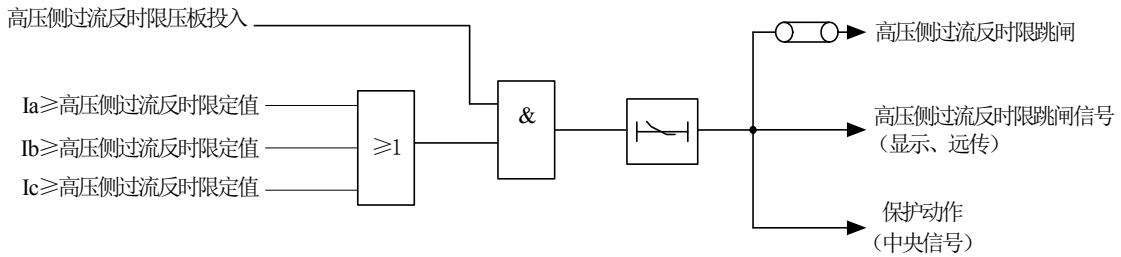 高压侧过流反时限压板投入
Ia≥高压侧过流反时限定值
Ib≥高压侧过流反时限定值
Ic≥高压侧过流反时限定值
≥1
&
高压侧过流反时限跳闸
高压侧过流反时限跳闸信号
（显示、远传）
保护动作
（中央信号）